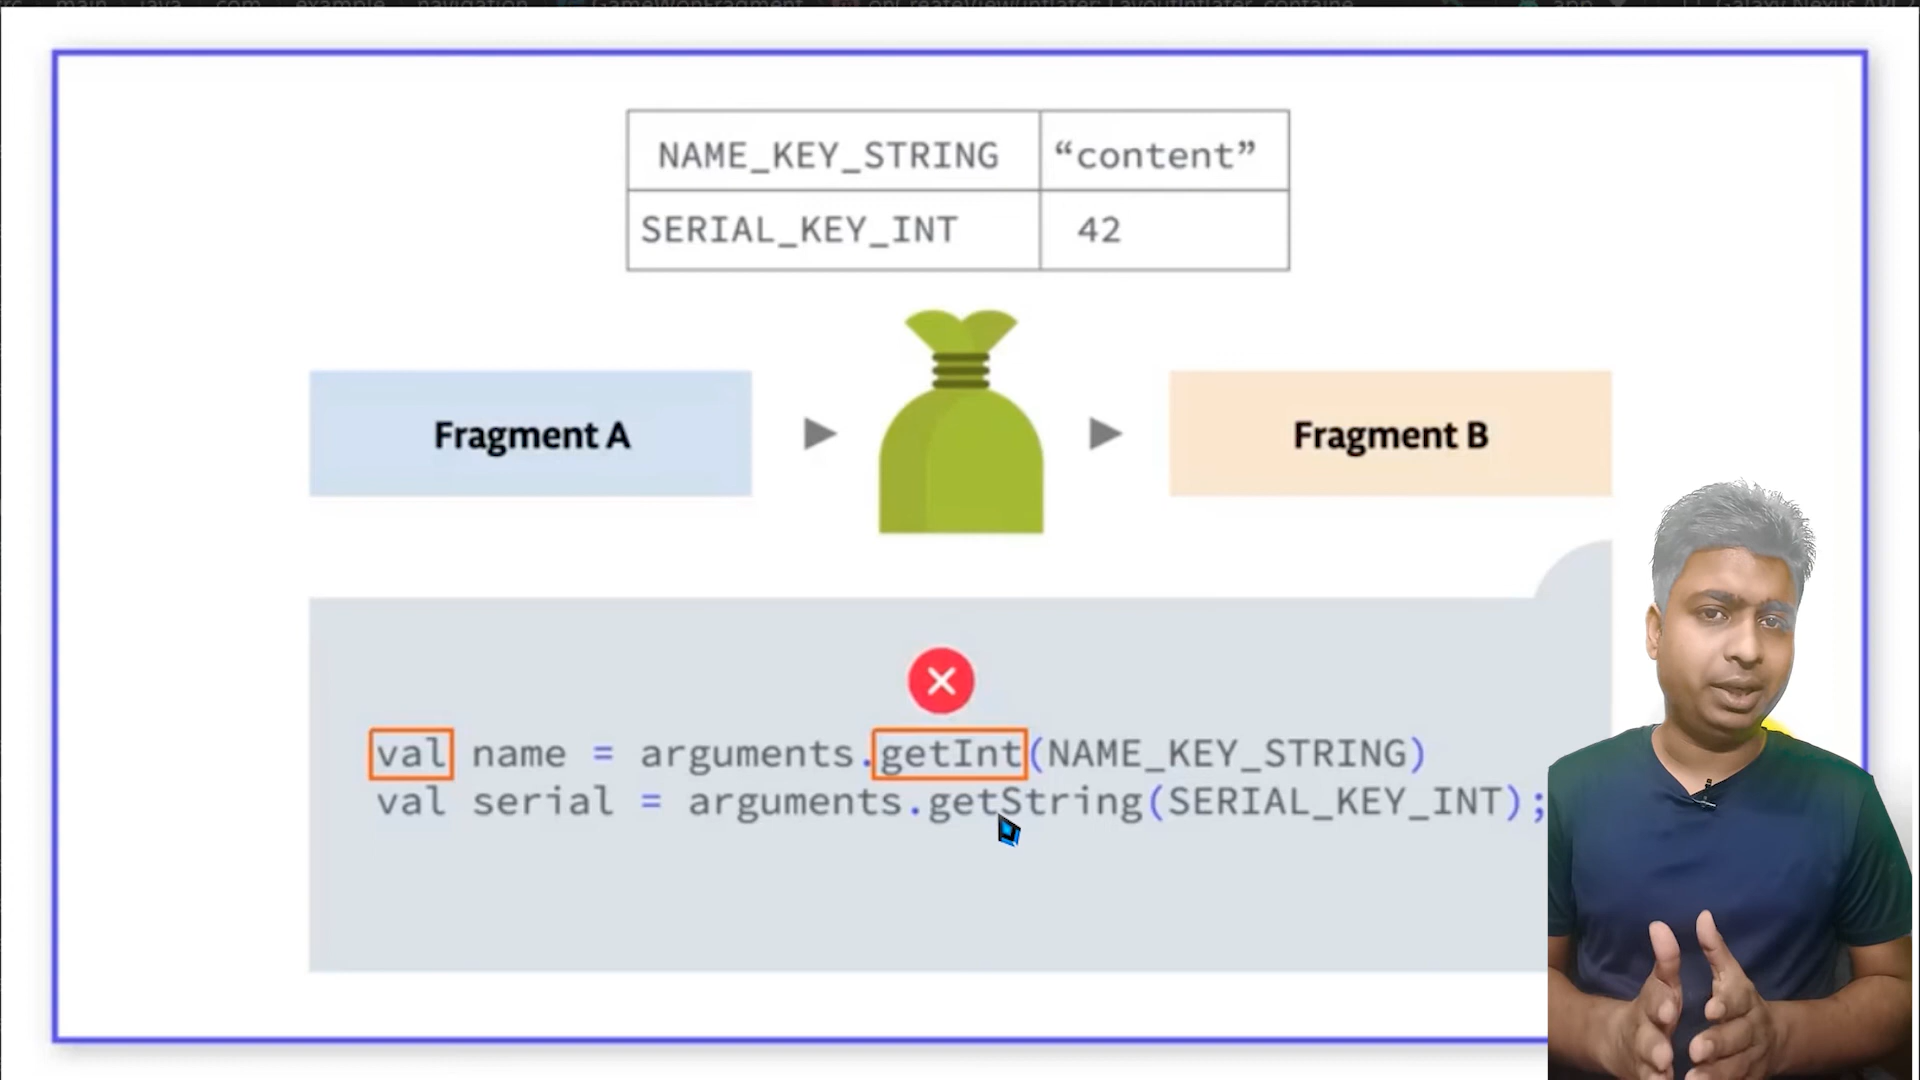 NAME_KEY_STRING “content”
SERIAL_KEY_INT 42
Fragment A
Fragment B
val name = arguments.getInt(NAME_KEY_STRING)
val serial = arguments.getString(SERIAL_KEY_INT);